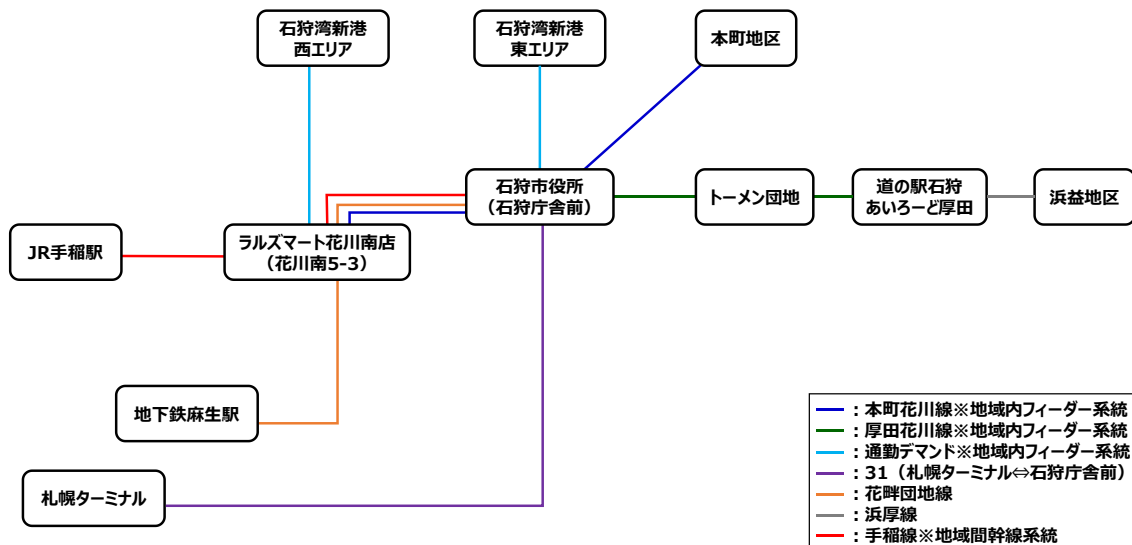 石狩湾新港
西エリア
石狩湾新港
東エリア
本町地区
石狩市役所
（石狩庁舎前）
トーメン団地
道の駅石狩
あいろーど厚田
浜益地区
JR手稲駅
ラルズマート花川南店
（花川南5-3）
地下鉄麻生駅
札幌ターミナル
：本町花川線※地域内フィーダー系統
：厚田花川線※地域内フィーダー系統
：通勤デマンド※地域内フィーダー系統
：31（札幌ターミナル⇔石狩庁舎前）
：花畔団地線
：浜厚線
：手稲線※地域間幹線系統